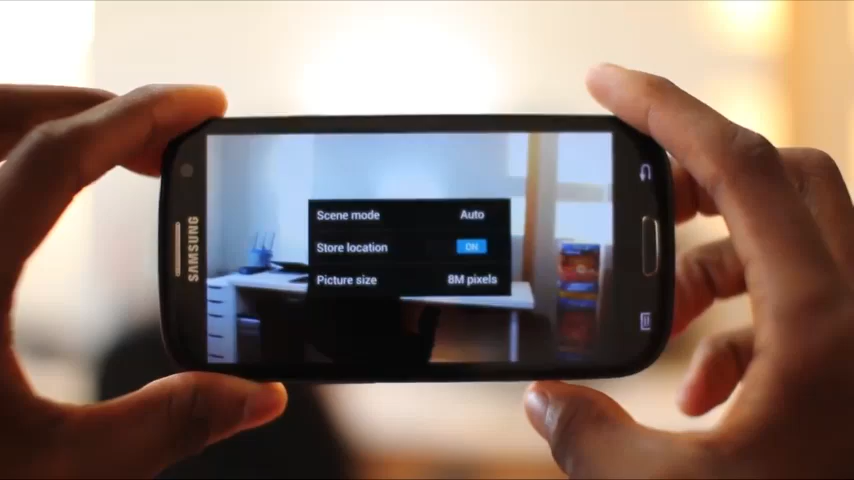 SAMSUNG
Scene mode Auto
Store location ON
Picture size 8M pixels